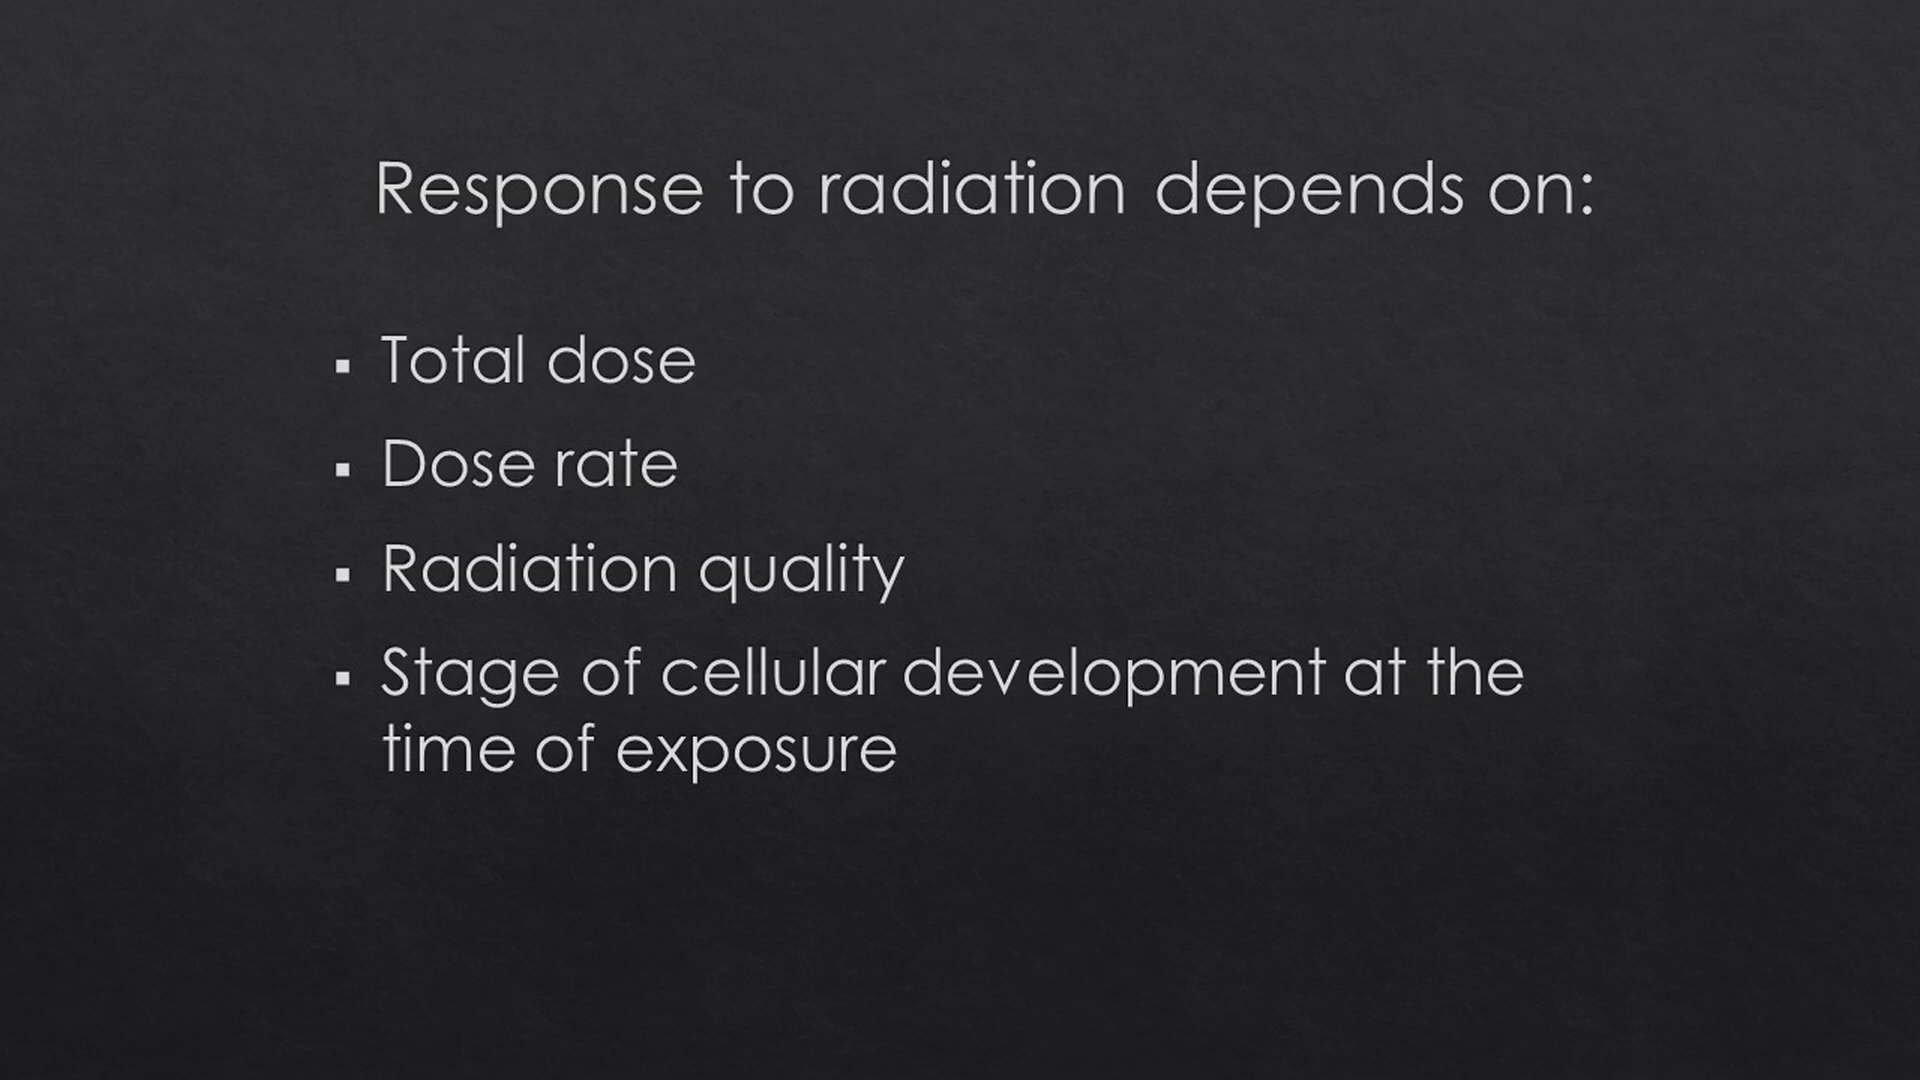 Response to radiation depends on:
▪ Total dose
▪ Dose rate
▪ Radiation quality
▪ Stage of cellular development at the
time of exposure